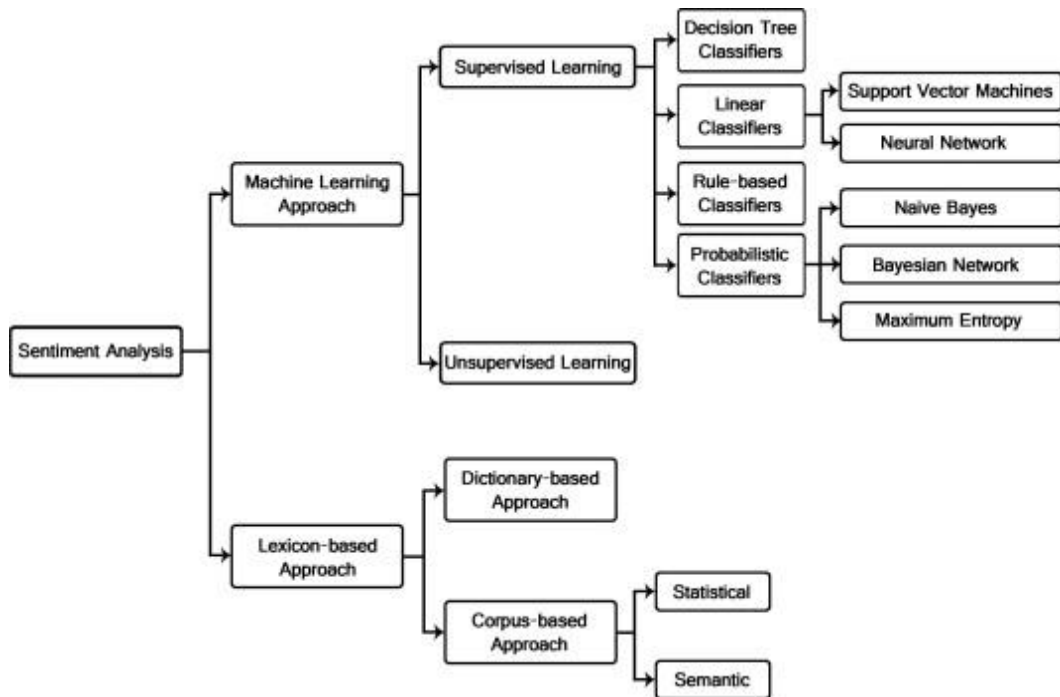 Decision Tree
Classifiers
Supervised Learning
Support Vector Machines
Linear
Classifiers
Neural Network
Machine Learning
Approach
Rule-based
Classifiers
Naive Bayes
Probabilistic
Classifiers
Bayesian Network
Maximum Entropy
Sentiment Analysis
Unsupervised Learning
Dictionary-based
Approach
Lexicon-based
Approach
Statistical
Corpus-based
Approach
Semantic